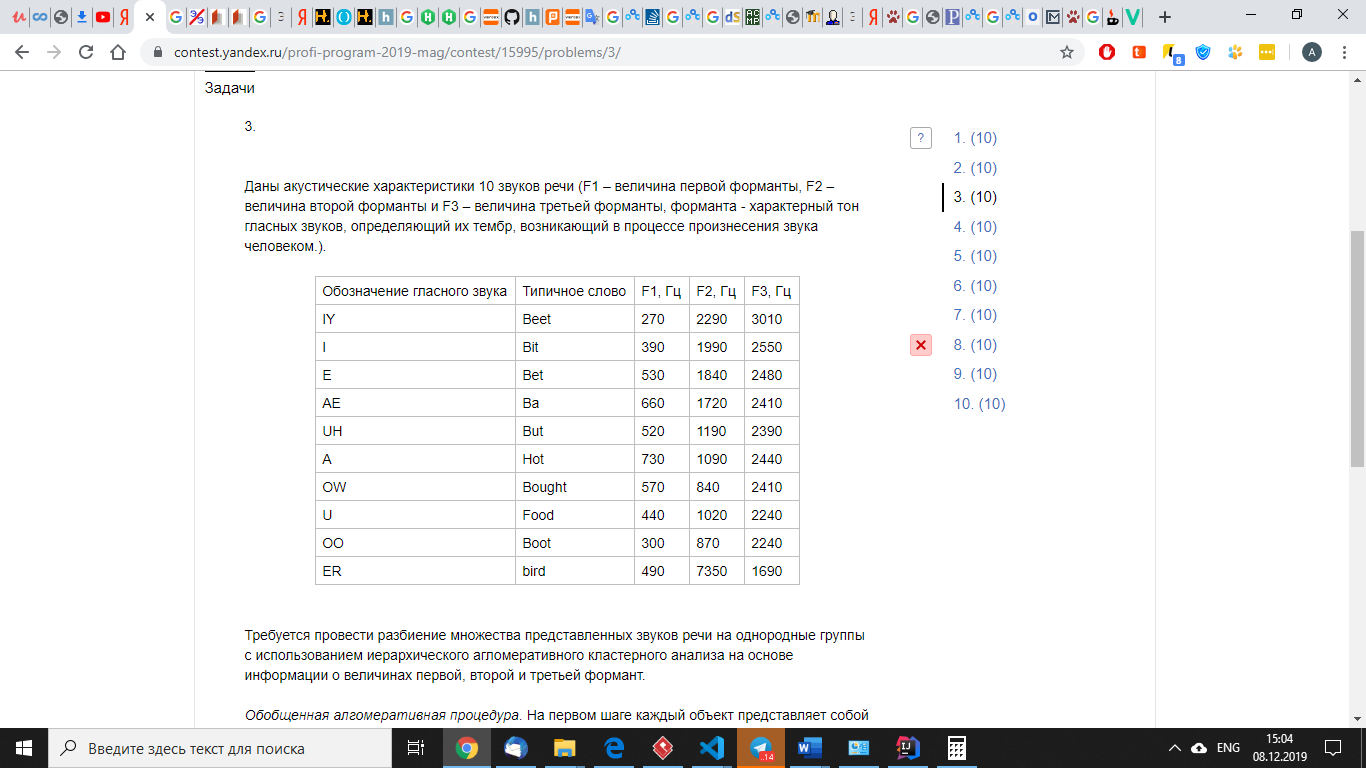 contest.yandex.ru/profi-program-2019-mag/contest/15995/problems/3/
Задачи
3.
Даны акустические характеристики 10 звуков речи (F1 – величина первой форманты, F2 –
величина второй форманты и F3 – величина третьей форманты, форманта - характерный тон
гласных звуков, определяющий их тембр, возникающий в процессе произнесения звука
человеком.).
Обозначение гласного звука Типичное слово F1, Гц F2, Гц F3, Гц
IY Beet 270 2290 3010
I Bit 390 1990 2550
E Bet 530 1840 2480
AE Ba 660 1720 2410
UH But 520 1190 2390
A Hot 730 1090 2440
OW Bought 570 840 2410
U Food 440 1020 2240
OO Boot 300 870 2240
ER bird 490 7350 1690
Требуется провести разбиение множества представленных звуков речи на однородные группы
с использованием иерархического агломеративного кластерного анализа на основе
информации о величинах первой, второй и третьей формант.
Обобщенная алгомеративная процедура. На первом шаге каждый объект представляет собой
?
1. (10)
2. (10)
3. (10)
4. (10)
5. (10)
6. (10)
7. (10)
8. (10)
9. (10)
10. (10)
Введите здесь текст для поиска
ENG
15:04
08.12.2019